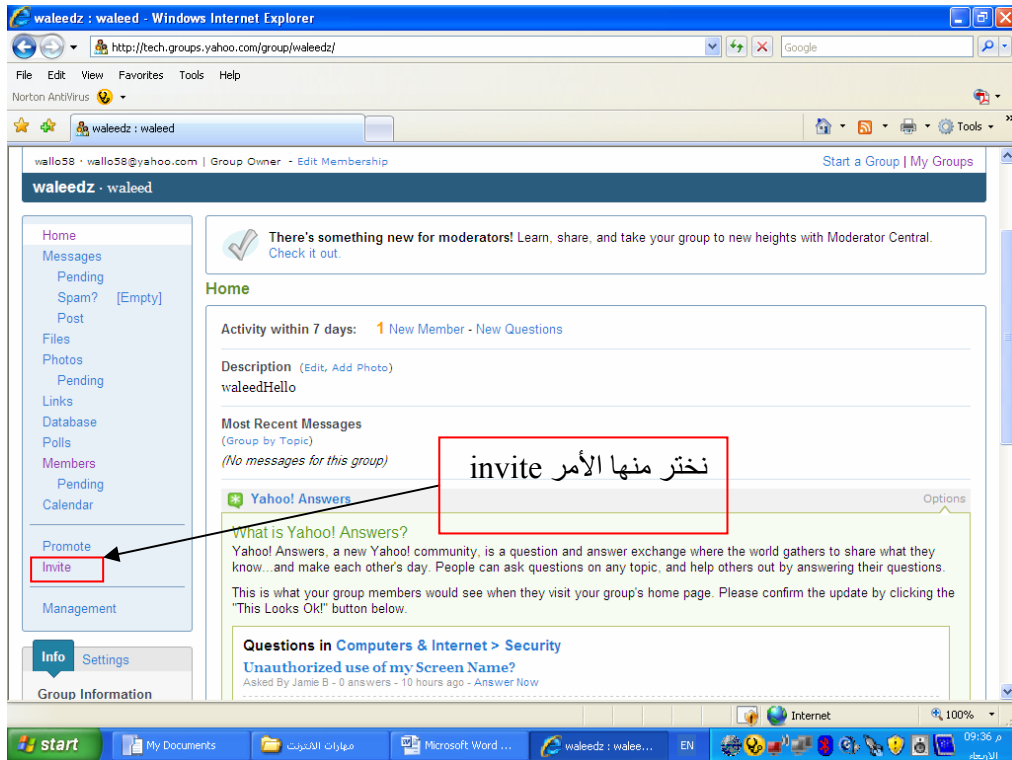 waleedz : waleed - Windows Internet Explorer
http://tech.groups.yahoo.com/group/waleedz/
Google
File Edit View Favorites Tools Help
Norton AntiVirus
waleedz : waleed
Tools
wallo58 · wallo58@yahoo.com | Group Owner - Edit Membership
Start a Group | My Groups
waleedz · waleed
Home
Messages
Pending
Spam? [Empty]
Post
Files
Photos
Pending
Links
Database
Polls
Members
Pending
Calendar
Promote
Invite
Management
Info Settings
Group Information
There's something new for moderators! Learn, share, and take your group to new heights with Moderator Central.
Check it out.
Home
Activity within 7 days: 1 New Member - New Questions
Description (Edit, Add Photo)
waleedHello
Most Recent Messages
(Group by Topic)
(No messages for this group)
نختر منها الأمر invite
Yahoo! Answers
Options
What is Yahoo! Answers?
Yahoo! Answers, a new Yahoo! community, is a question and answer exchange where the world gathers to share what they
know...and make each other's day. People can ask questions on any topic, and help others out by answering their questions.
This is what your group members would see when they visit your group's home page. Please confirm the update by clicking the
"This Looks Ok!" button below.
Questions in Computers & Internet > Security
Unauthorized use of my Screen Name?
Asked By Jamie B - 0 answers - 10 hours ago - Answer Now
Internet
100%
start
My Documents
مهارات الانترنت
Microsoft Word ...
waleedz : walee...
EN
09:36 م
الاربعاء